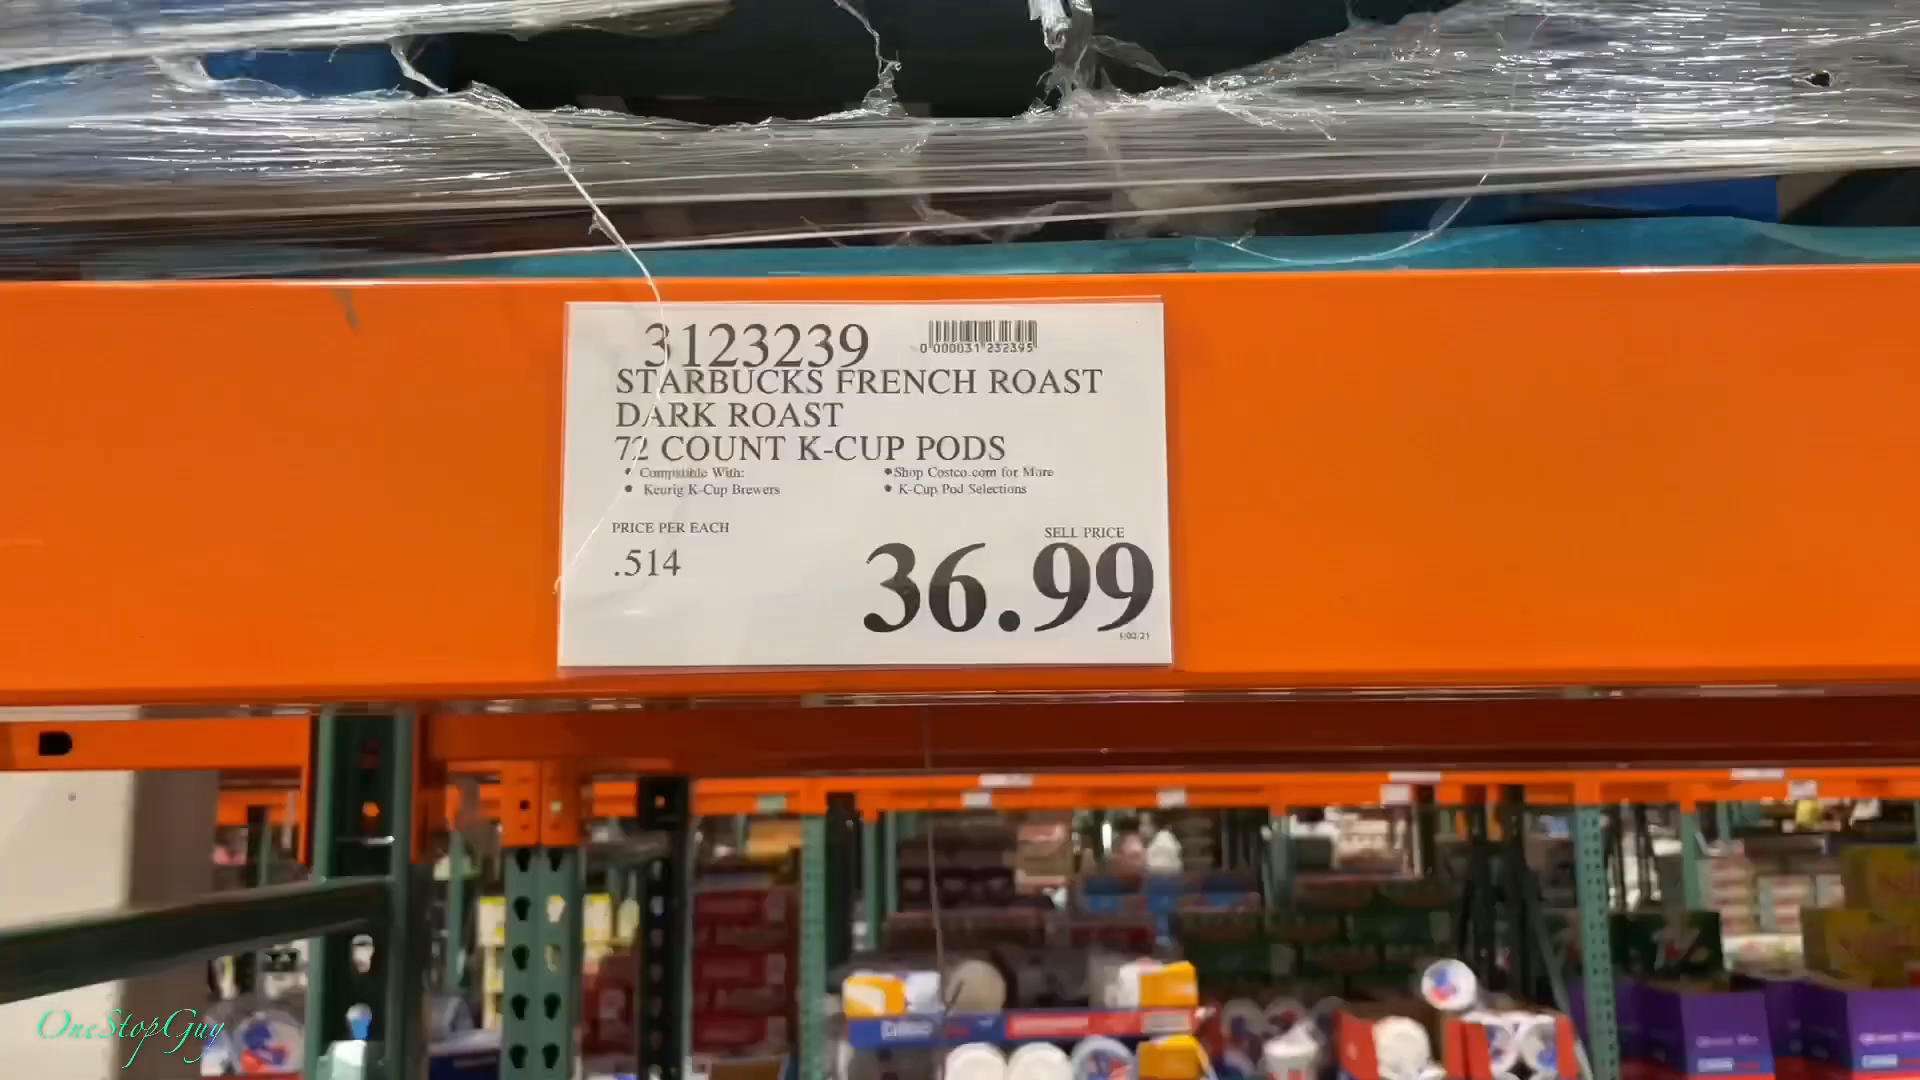 3123239
0 000031 232395
STARBUCKS FRENCH ROAST
DARK ROAST
72 COUNT K-CUP PODS
• Compatible With:
• Keurig K-Cup Brewers
• Shop Costco.com for More
• K-Cup Pod Selections
PRICE PER EACH
.514
SELL PRICE
36.99
OneStopGuy